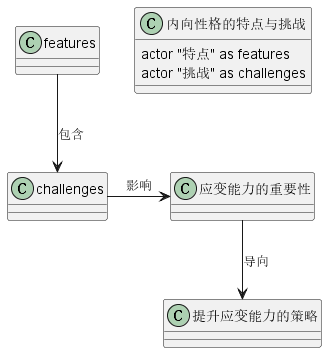 C features
C 内向性格的特点与挑战
actor "特点" as features
actor "挑战" as challenges
包含
C challenges
影响
C 应变能力的重要性
导向
C 提升应变能力的策略